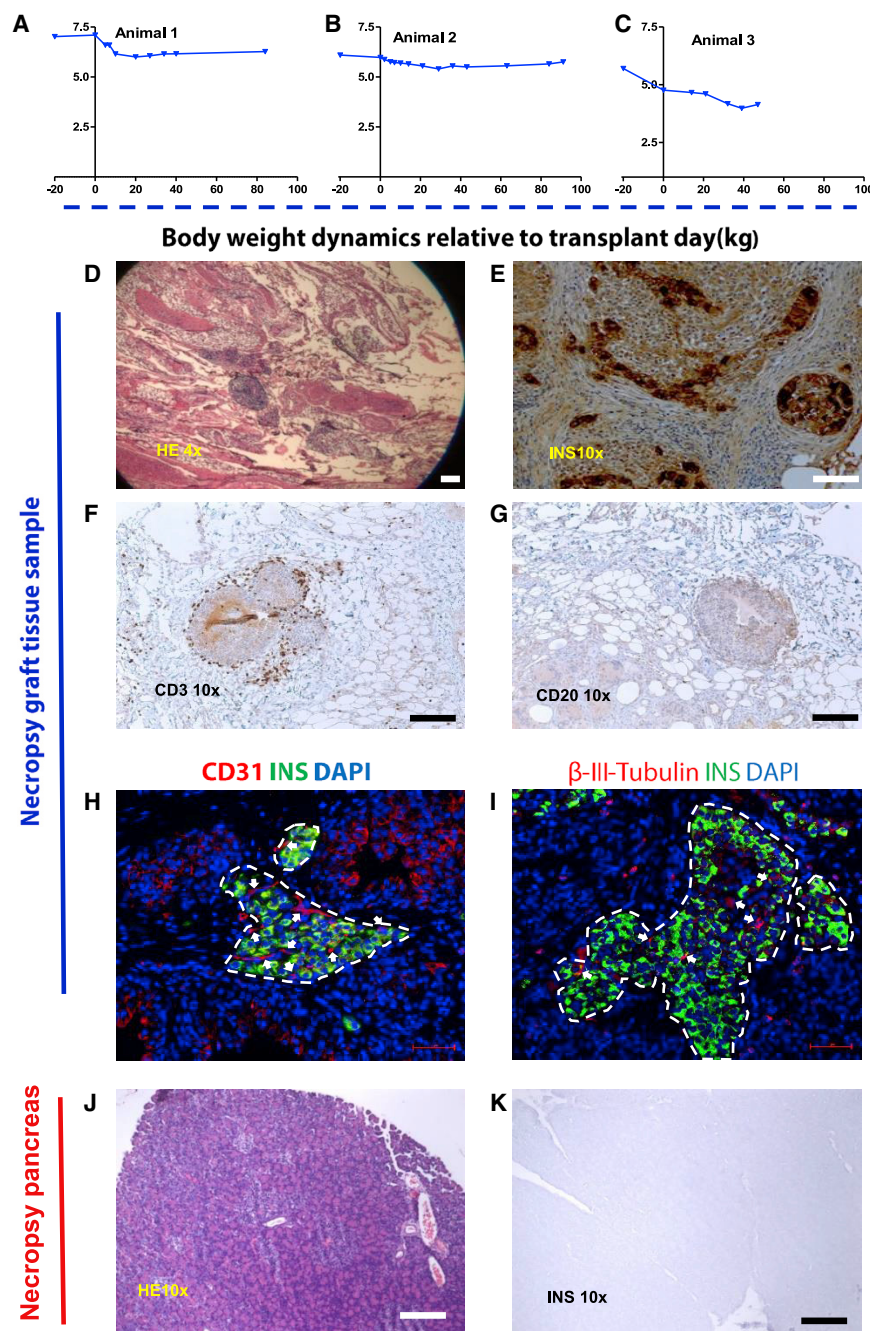 A
7.5
5.0
2.5
-20 0 20 40 60 80 100
Animal 1
B
7.5
5.0
2.5
-20 0 20 40 60 80 100
Animal 2
C
7.5
5.0
2.5
-20 0 20 40 60 80 100
Animal 3
Body weight dynamics relative to transplant day(kg)
Necropsy graft tissue sample
D
HE 4x
E
INS10x
F
CD3 10x
G
CD20 10x
CD31 INS DAPI
H
β-III-Tubulin INS DAPI
I
Necropsy pancreas
J
HE10x
K
INS 10x